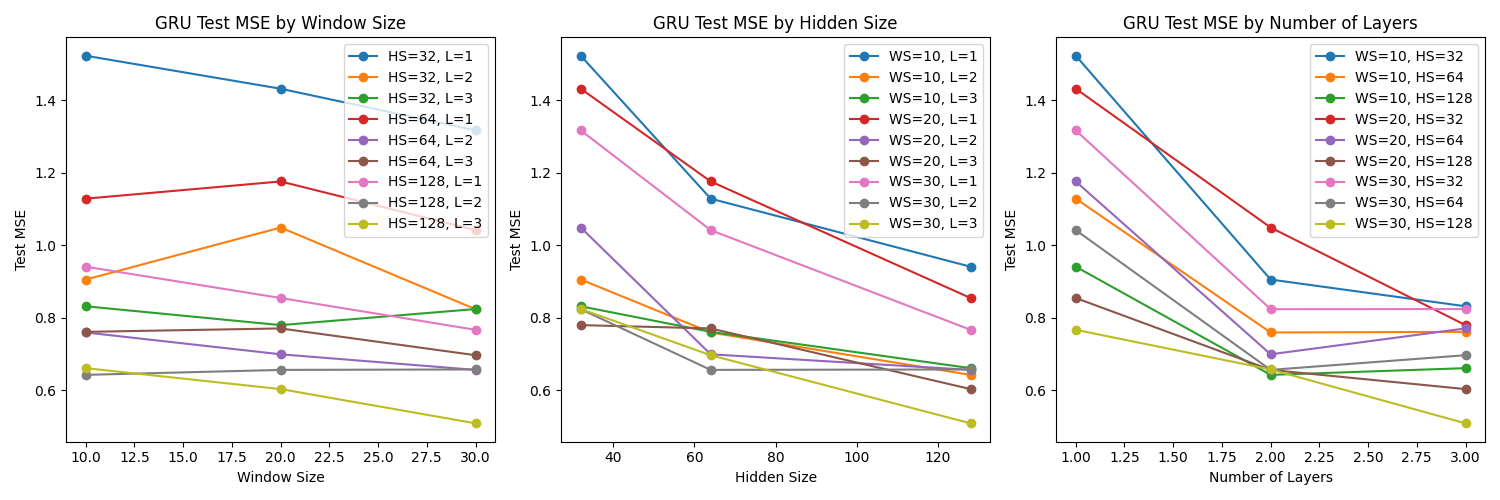 GRU Test MSE by Window Size
Test MSE
1.4
1.2
1.0
0.8
0.6
HS=32, L=1
HS=32, L=2
HS=32, L=3
HS=64, L=1
HS=64, L=2
HS=64, L=3
HS=128, L=1
HS=128, L=2
HS=128, L=3
10.0 12.5 15.0 17.5 20.0 22.5 25.0 27.5 30.0
Window Size
GRU Test MSE by Hidden Size
Test MSE
1.4
1.2
1.0
0.8
0.6
WS=10, L=1
WS=10, L=2
WS=10, L=3
WS=20, L=1
WS=20, L=2
WS=20, L=3
WS=30, L=1
WS=30, L=2
WS=30, L=3
40 60 80 100 120
Hidden Size
GRU Test MSE by Number of Layers
Test MSE
1.4
1.2
1.0
0.8
0.6
WS=10, HS=32
WS=10, HS=64
WS=10, HS=128
WS=20, HS=32
WS=20, HS=64
WS=20, HS=128
WS=30, HS=32
WS=30, HS=64
WS=30, HS=128
1.00 1.25 1.50 1.75 2.00 2.25 2.50 2.75 3.00
Number of Layers